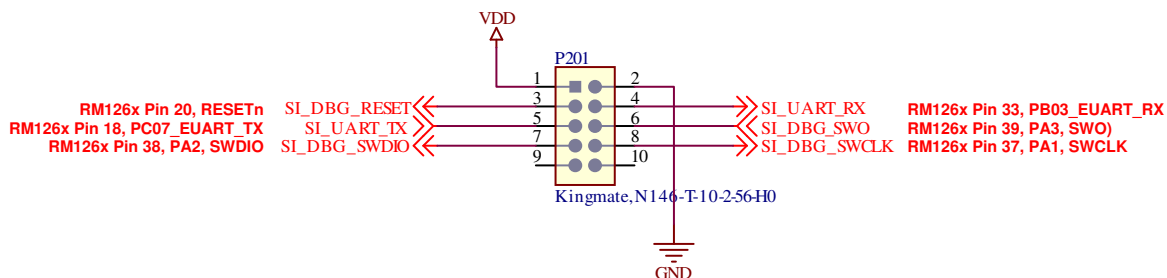 VDD
P201
1 2
RM126x Pin 20, RESETn SI_DBG_RESET 3 4 SI_UART_RX RM126x Pin 33, PB03_EUART_RX
RM126x Pin 18, PC07_EUART_TX SI_UART_TX 5 6 SI_DBG_SWO RM126x Pin 39, PA3, SWO)
RM126x Pin 38, PA2, SWDIO SI_DBG_SWDIO 7 8 SI_DBG_SWCLK RM126x Pin 37, PA1, SWCLK
9 10
Kingmate, N146-T-10-2-56-H0
GND